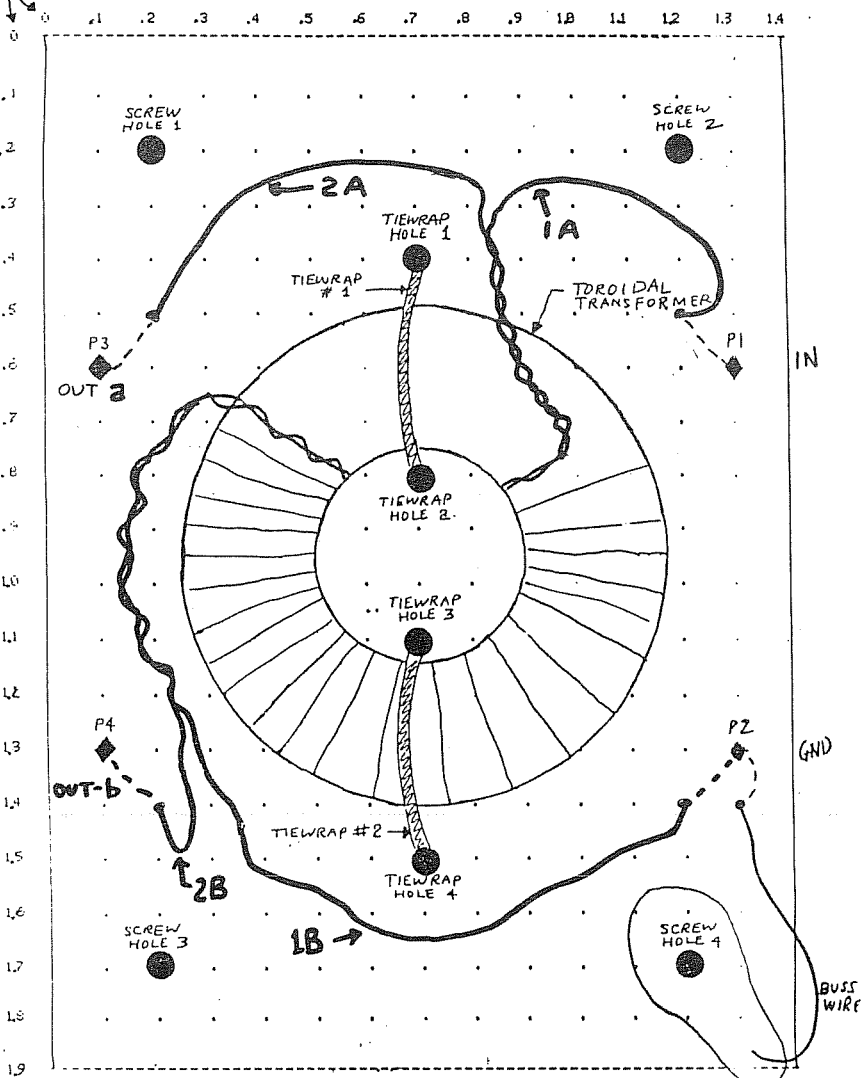 0 .2 .3 .4 .5 .6 .7 .8 .9 1.0 1.1 1.2 1.3 1.4
0
.1
SCREW HOLE 1
SCREW HOLE 2
.2
2A
.3
TIEWRAP HOLE 1
1A
.4
TIEWRAP # 1
TOROIDAL TRANSFORMER
.5
P3
P1
.6
IN
OUT a
.7
.8
TIEWRAP HOLE 2
.9
1.0
TIEWRAP HOLE 3
1.1
1.2
P4
P2
1.3
GND
OUT-b
1.4
TIEWRAP #2
1.5
TIEWRAP HOLE 4
2B
1.6
SCREW HOLE 3
1B
SCREW HOLE 4
1.7
BUSS WIRE
1.8
1.9